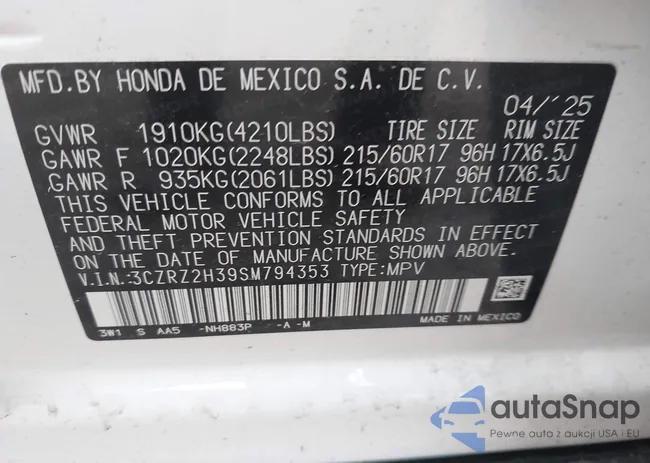 MFD.BY HONDA DE MEXICO S.A. DE C.V.
04/'25
GVWR 1910KG(4210LBS) TIRE SIZE RIM SIZE
GAWR F 1020KG(2248LBS) 215/60R17 96H 17X6.5J
GAWR R 935KG(2061LBS) 215/60R17 96H 17X6.5J
THIS VEHICLE CONFORMS TO ALL APPLICABLE
FEDERAL MOTOR VEHICLE SAFETY
AND THEFT PREVENTION STANDARDS IN EFFECT
ON THE DATE OF MANUFACTURE SHOWN ABOVE.
V.I.N.:3CZRZ2H39SM794353 TYPE:MPV
3W1 S AA5 -NH883P -A -M
MADE IN MEXICO
autaSnap
Pewne auta z aukcji USA i EU